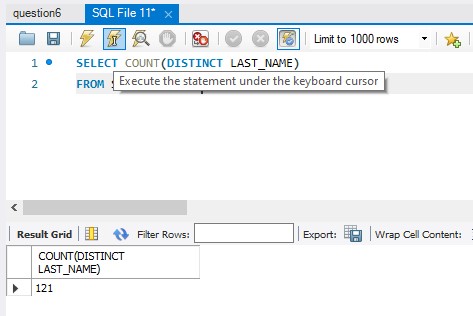 question6
SQL File 11*
Limit to 1000 rows
1 SELECT COUNT(DISTINCT LAST_NAME)
Execute the statement under the keyboard cursor
2 FROM
Result Grid Filter Rows: Export: Wrap Cell Content:
COUNT(DISTINCT
LAST_NAME)
121